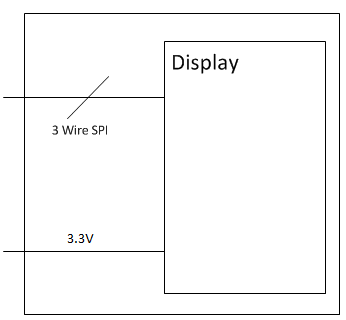 Display
3 Wire SPI
3.3V